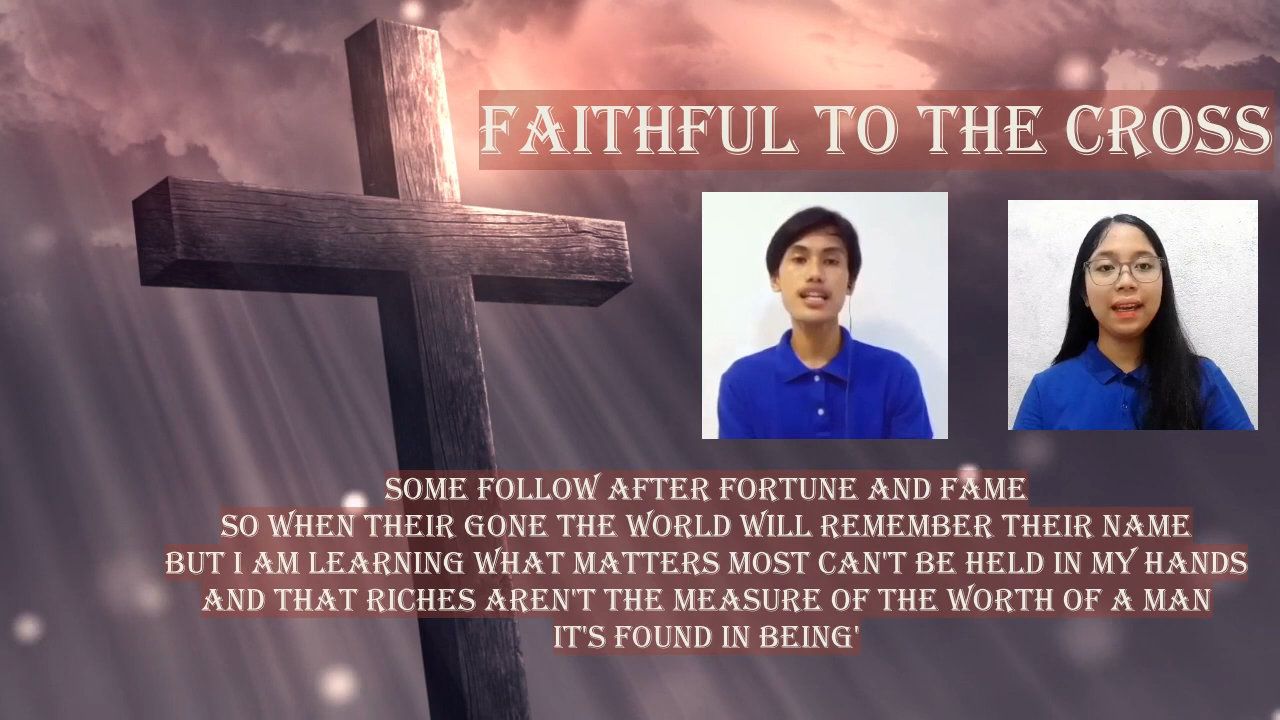 FAITHFUL TO THE CROSS
SOME FOLLOW AFTER FORTUNE AND FAME
SO WHEN THEIR GONE THE WORLD WILL REMEMBER THEIR NAME
BUT I AM LEARNING WHAT MATTERS MOST CAN'T BE HELD IN MY HANDS
AND THAT RICHES AREN'T THE MEASURE OF THE WORTH OF A MAN
IT'S FOUND IN BEING'